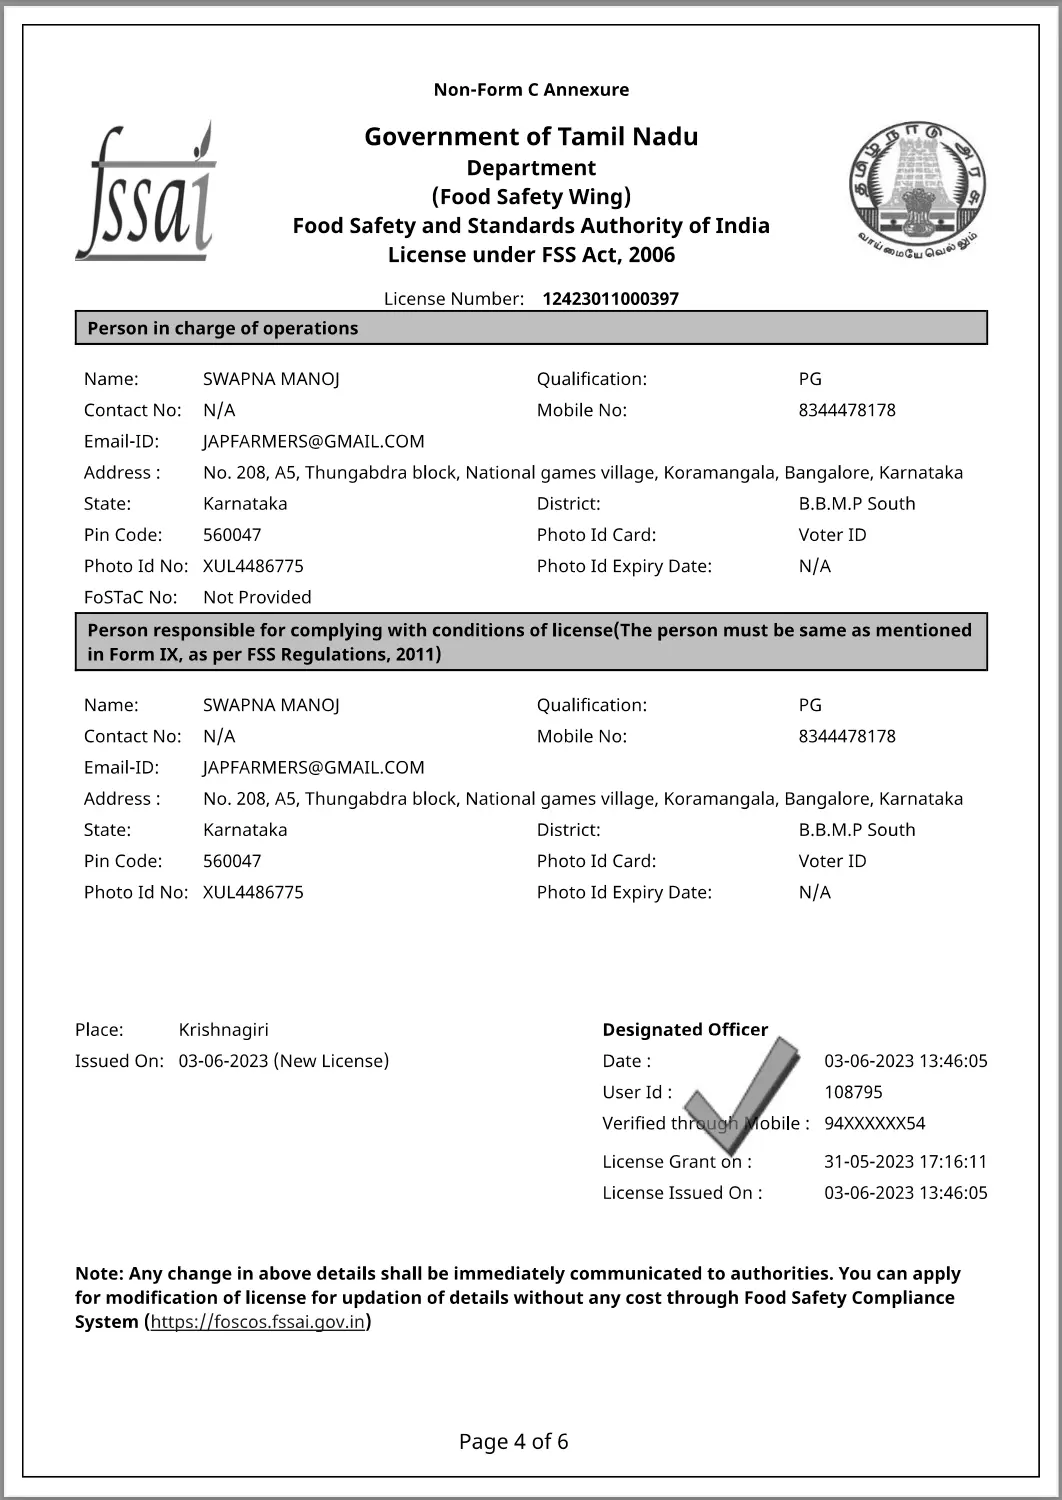 Non-Form C Annexure
fssai
Government of Tamil Nadu
Department
(Food Safety Wing)
Food Safety and Standards Authority of India
License under FSS Act, 2006
தமிழ்நாடு அரசு
வாய்மையே வெல்லும்
License Number: 12423011000397
Person in charge of operations
Name: SWAPNA MANOJ Qualification: PG
Contact No: N/A Mobile No: 8344478178
Email-ID: JAPFARMERS@GMAIL.COM
Address : No. 208, A5, Thungabdra block, National games village, Koramangala, Bangalore, Karnataka
State: Karnataka District: B.B.M.P South
Pin Code: 560047 Photo Id Card: Voter ID
Photo Id No: XUL4486775 Photo Id Expiry Date: N/A
FoSTaC No: Not Provided
Person responsible for complying with conditions of license(The person must be same as mentioned
in Form IX, as per FSS Regulations, 2011)
Name: SWAPNA MANOJ Qualification: PG
Contact No: N/A Mobile No: 8344478178
Email-ID: JAPFARMERS@GMAIL.COM
Address : No. 208, A5, Thungabdra block, National games village, Koramangala, Bangalore, Karnataka
State: Karnataka District: B.B.M.P South
Pin Code: 560047 Photo Id Card: Voter ID
Photo Id No: XUL4486775 Photo Id Expiry Date: N/A
Place: Krishnagiri
Issued On: 03-06-2023 (New License)
Designated Officer
Date : 03-06-2023 13:46:05
User Id : 108795
Verified through Mobile : 94XXXXXX54
License Grant on : 31-05-2023 17:16:11
License Issued On : 03-06-2023 13:46:05
Note: Any change in above details shall be immediately communicated to authorities. You can apply
for modification of license for updation of details without any cost through Food Safety Compliance
System (https://foscos.fssai.gov.in)
Page 4 of 6